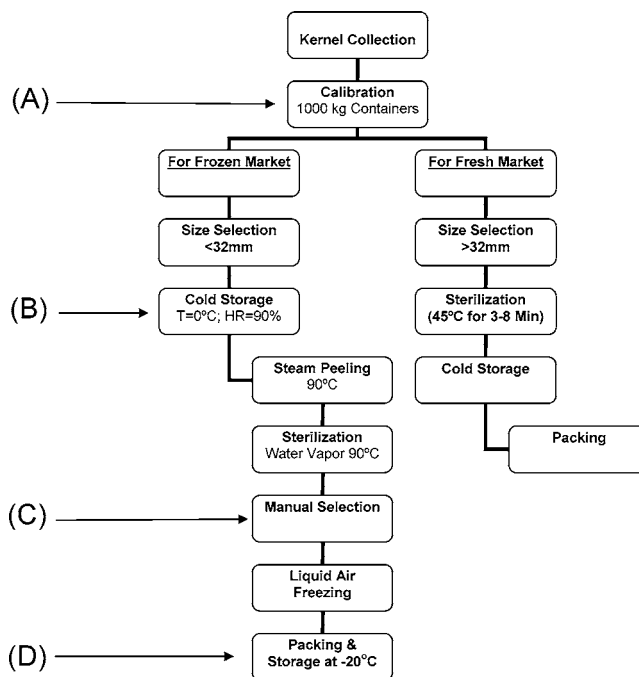 Kernel Collection
(A)
Calibration
1000 kg Containers
For Frozen Market
For Fresh Market
Size Selection
<32mm
Size Selection
>32mm
(B)
Cold Storage
T=0ºC; HR=90%
Sterilization
(45ºC for 3-8 Min)
Steam Peeling
90ºC
Cold Storage
Sterilization
Water Vapor 90ºC
Packing
(C)
Manual Selection
Liquid Air
Freezing
(D)
Packing &
Storage at -20°C